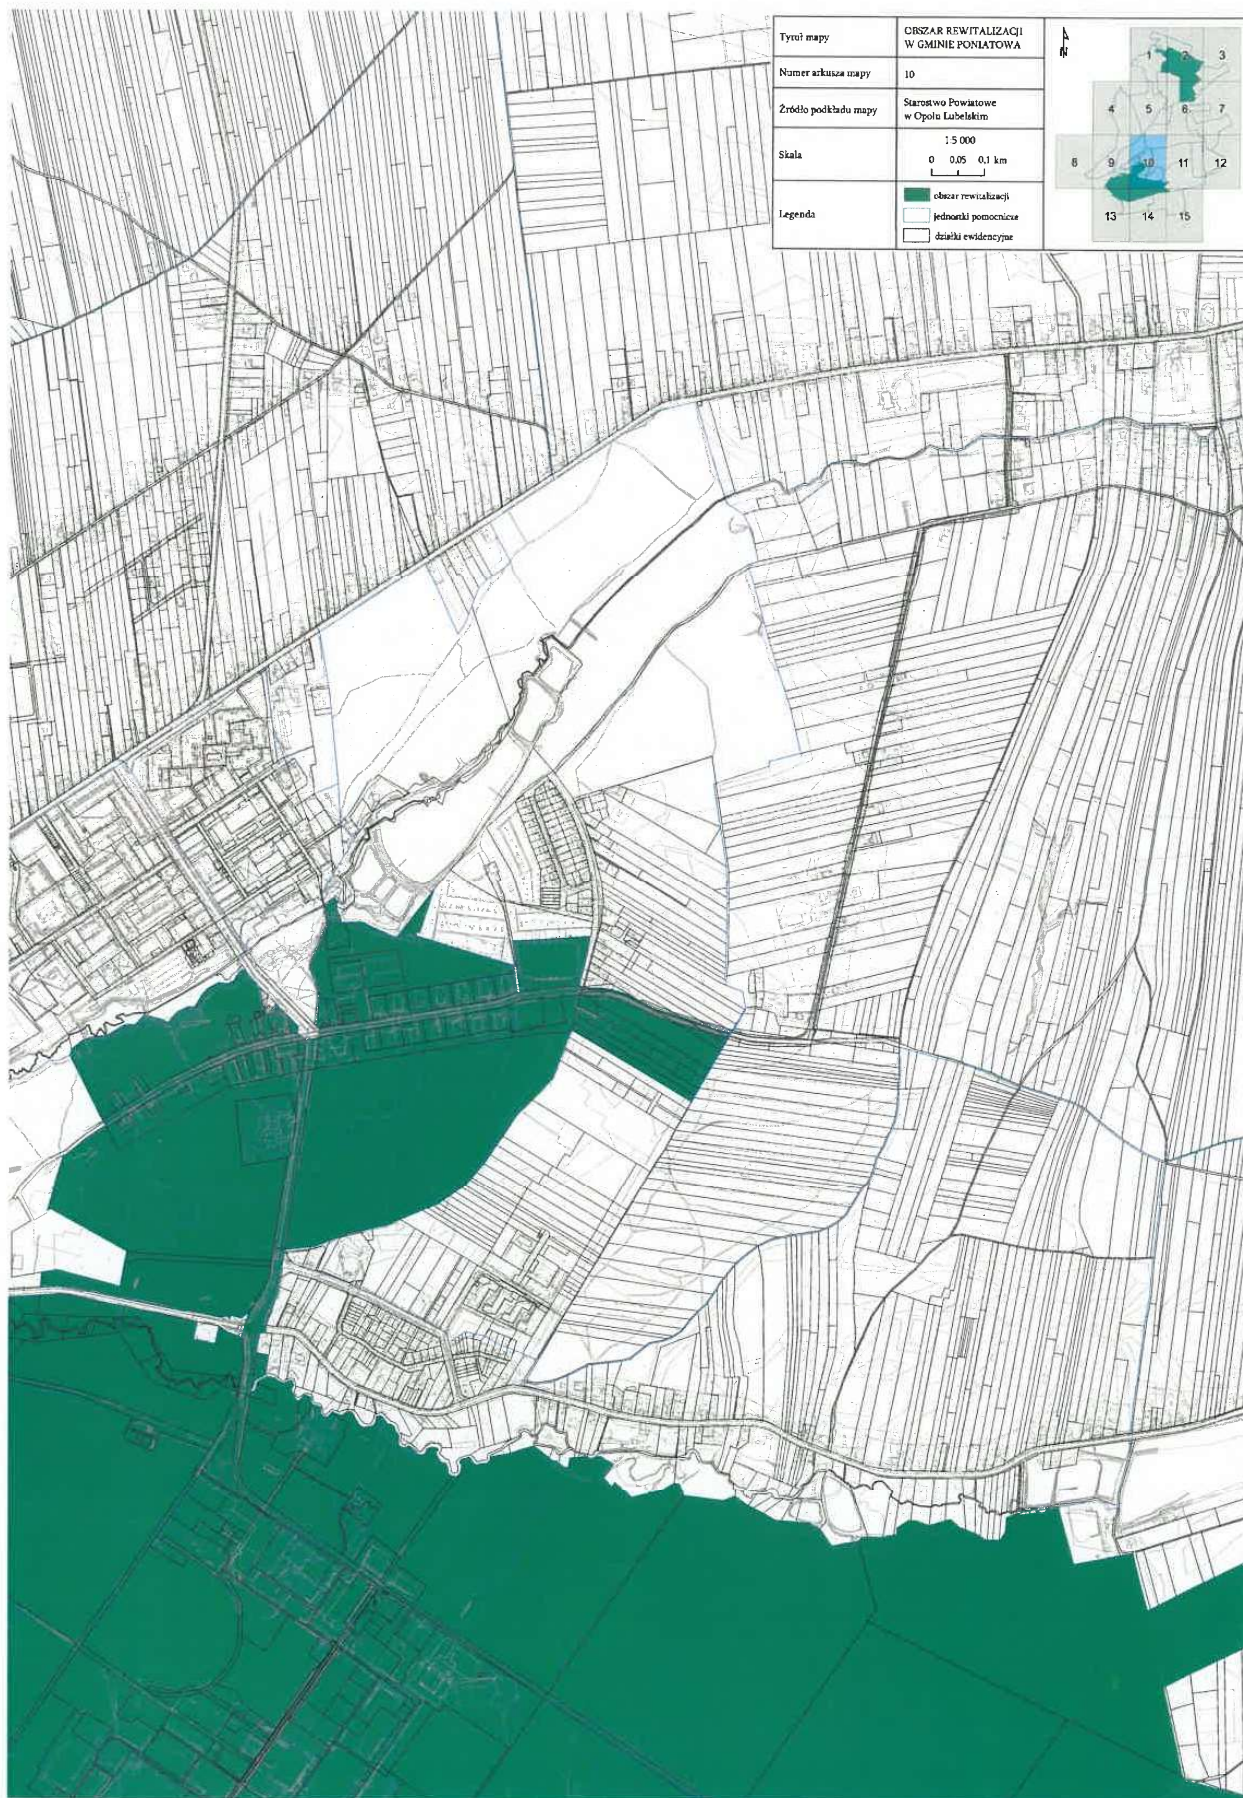 Tytuł mapy
OBSZAR REWITALIZACJI
W GMINIE PONIATOWA
Numer arkusza mapy
10
Źródło podkładu mapy
Starostwo Powiatowe
w Opolu Lubelskim
Skala
1:5 000
0 0,05 0,1 km
Legenda
obszar rewitalizacji
jednostki pomocnicze
działki ewidencyjne
N
1 2 3
4 5 6 7
8 9 10 11 12
13 14 15